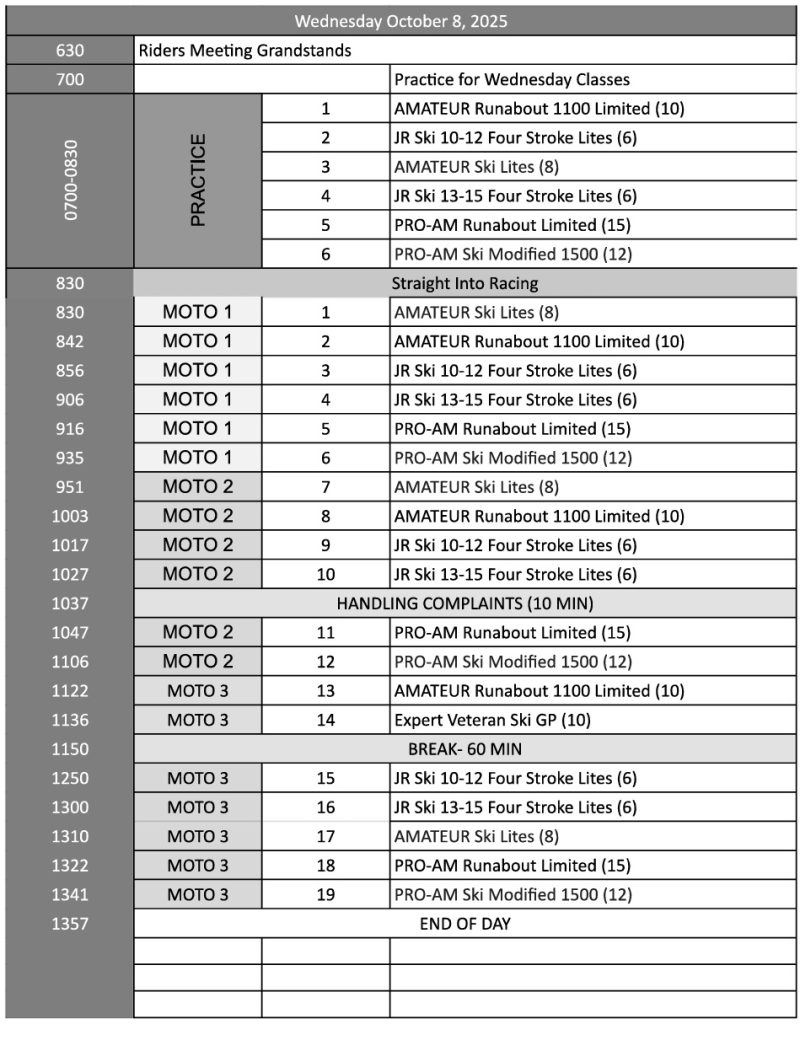 Wednesday October 8, 2025
630 Riders Meeting Grandstands
700 Practice for Wednesday Classes
0700-0830 PRACTICE
1 AMATEUR Runabout 1100 Limited (10)
2 JR Ski 10-12 Four Stroke Lites (6)
3 AMATEUR Ski Lites (8)
4 JR Ski 13-15 Four Stroke Lites (6)
5 PRO-AM Runabout Limited (15)
6 PRO-AM Ski Modified 1500 (12)
830 Straight Into Racing
830 MOTO 1 1 AMATEUR Ski Lites (8)
842 MOTO 1 2 AMATEUR Runabout 1100 Limited (10)
856 MOTO 1 3 JR Ski 10-12 Four Stroke Lites (6)
906 MOTO 1 4 JR Ski 13-15 Four Stroke Lites (6)
916 MOTO 1 5 PRO-AM Runabout Limited (15)
935 MOTO 1 6 PRO-AM Ski Modified 1500 (12)
951 MOTO 2 7 AMATEUR Ski Lites (8)
1003 MOTO 2 8 AMATEUR Runabout 1100 Limited (10)
1017 MOTO 2 9 JR Ski 10-12 Four Stroke Lites (6)
1027 MOTO 2 10 JR Ski 13-15 Four Stroke Lites (6)
1037 HANDLING COMPLAINTS (10 MIN)
1047 MOTO 2 11 PRO-AM Runabout Limited (15)
1106 MOTO 2 12 PRO-AM Ski Modified 1500 (12)
1122 MOTO 3 13 AMATEUR Runabout 1100 Limited (10)
1136 MOTO 3 14 Expert Veteran Ski GP (10)
1150 BREAK- 60 MIN
1250 MOTO 3 15 JR Ski 10-12 Four Stroke Lites (6)
1300 MOTO 3 16 JR Ski 13-15 Four Stroke Lites (6)
1310 MOTO 3 17 AMATEUR Ski Lites (8)
1322 MOTO 3 18 PRO-AM Runabout Limited (15)
1341 MOTO 3 19 PRO-AM Ski Modified 1500 (12)
1357 END OF DAY